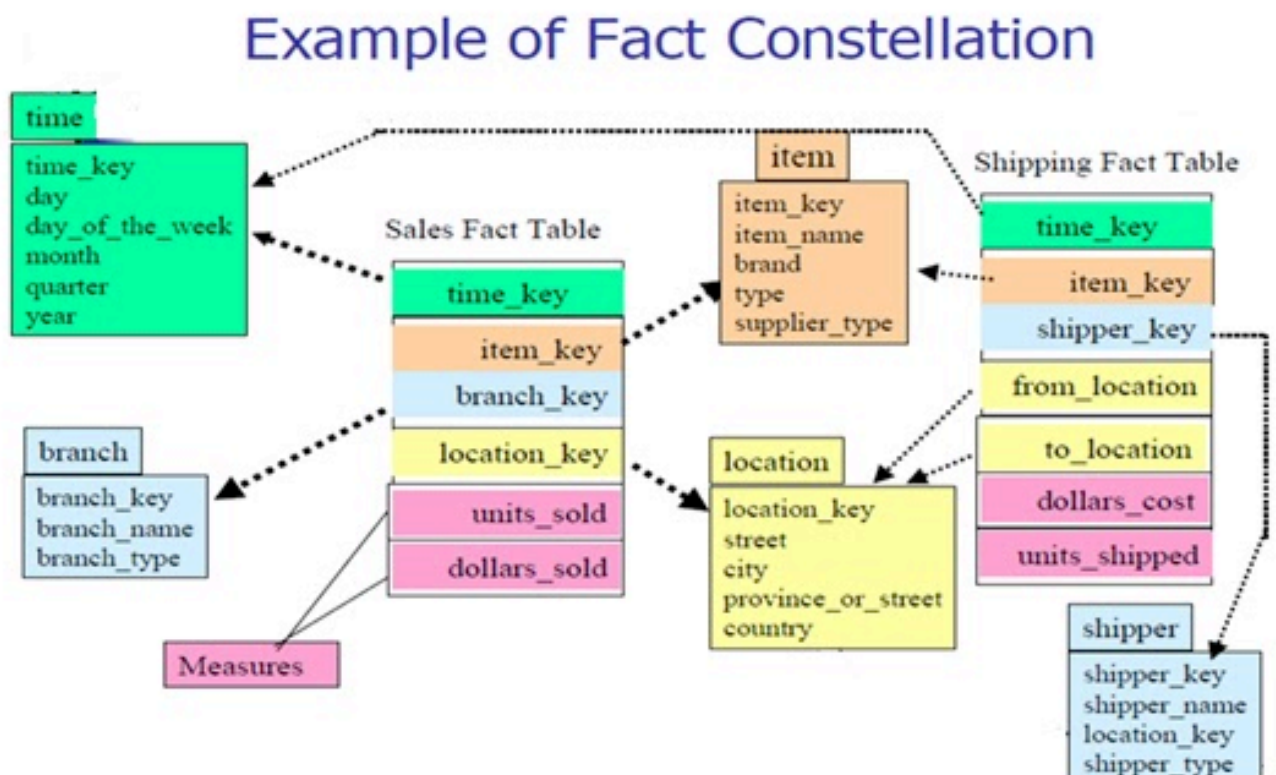 Example of Fact Constellation
time
time_key
day
day_of_the_week
month
quarter
year
branch
branch_key
branch_name
branch_type
Sales Fact Table
time_key
item_key
branch_key
location_key
units_sold
dollars_sold
Measures
item
item_key
item_name
brand
type
supplier_type
location
location_key
street
city
province_or_street
country
Shipping Fact Table
time_key
item_key
shipper_key
from_location
to_location
dollars_cost
units_shipped
shipper
shipper_key
shipper_name
location_key
shipper_type